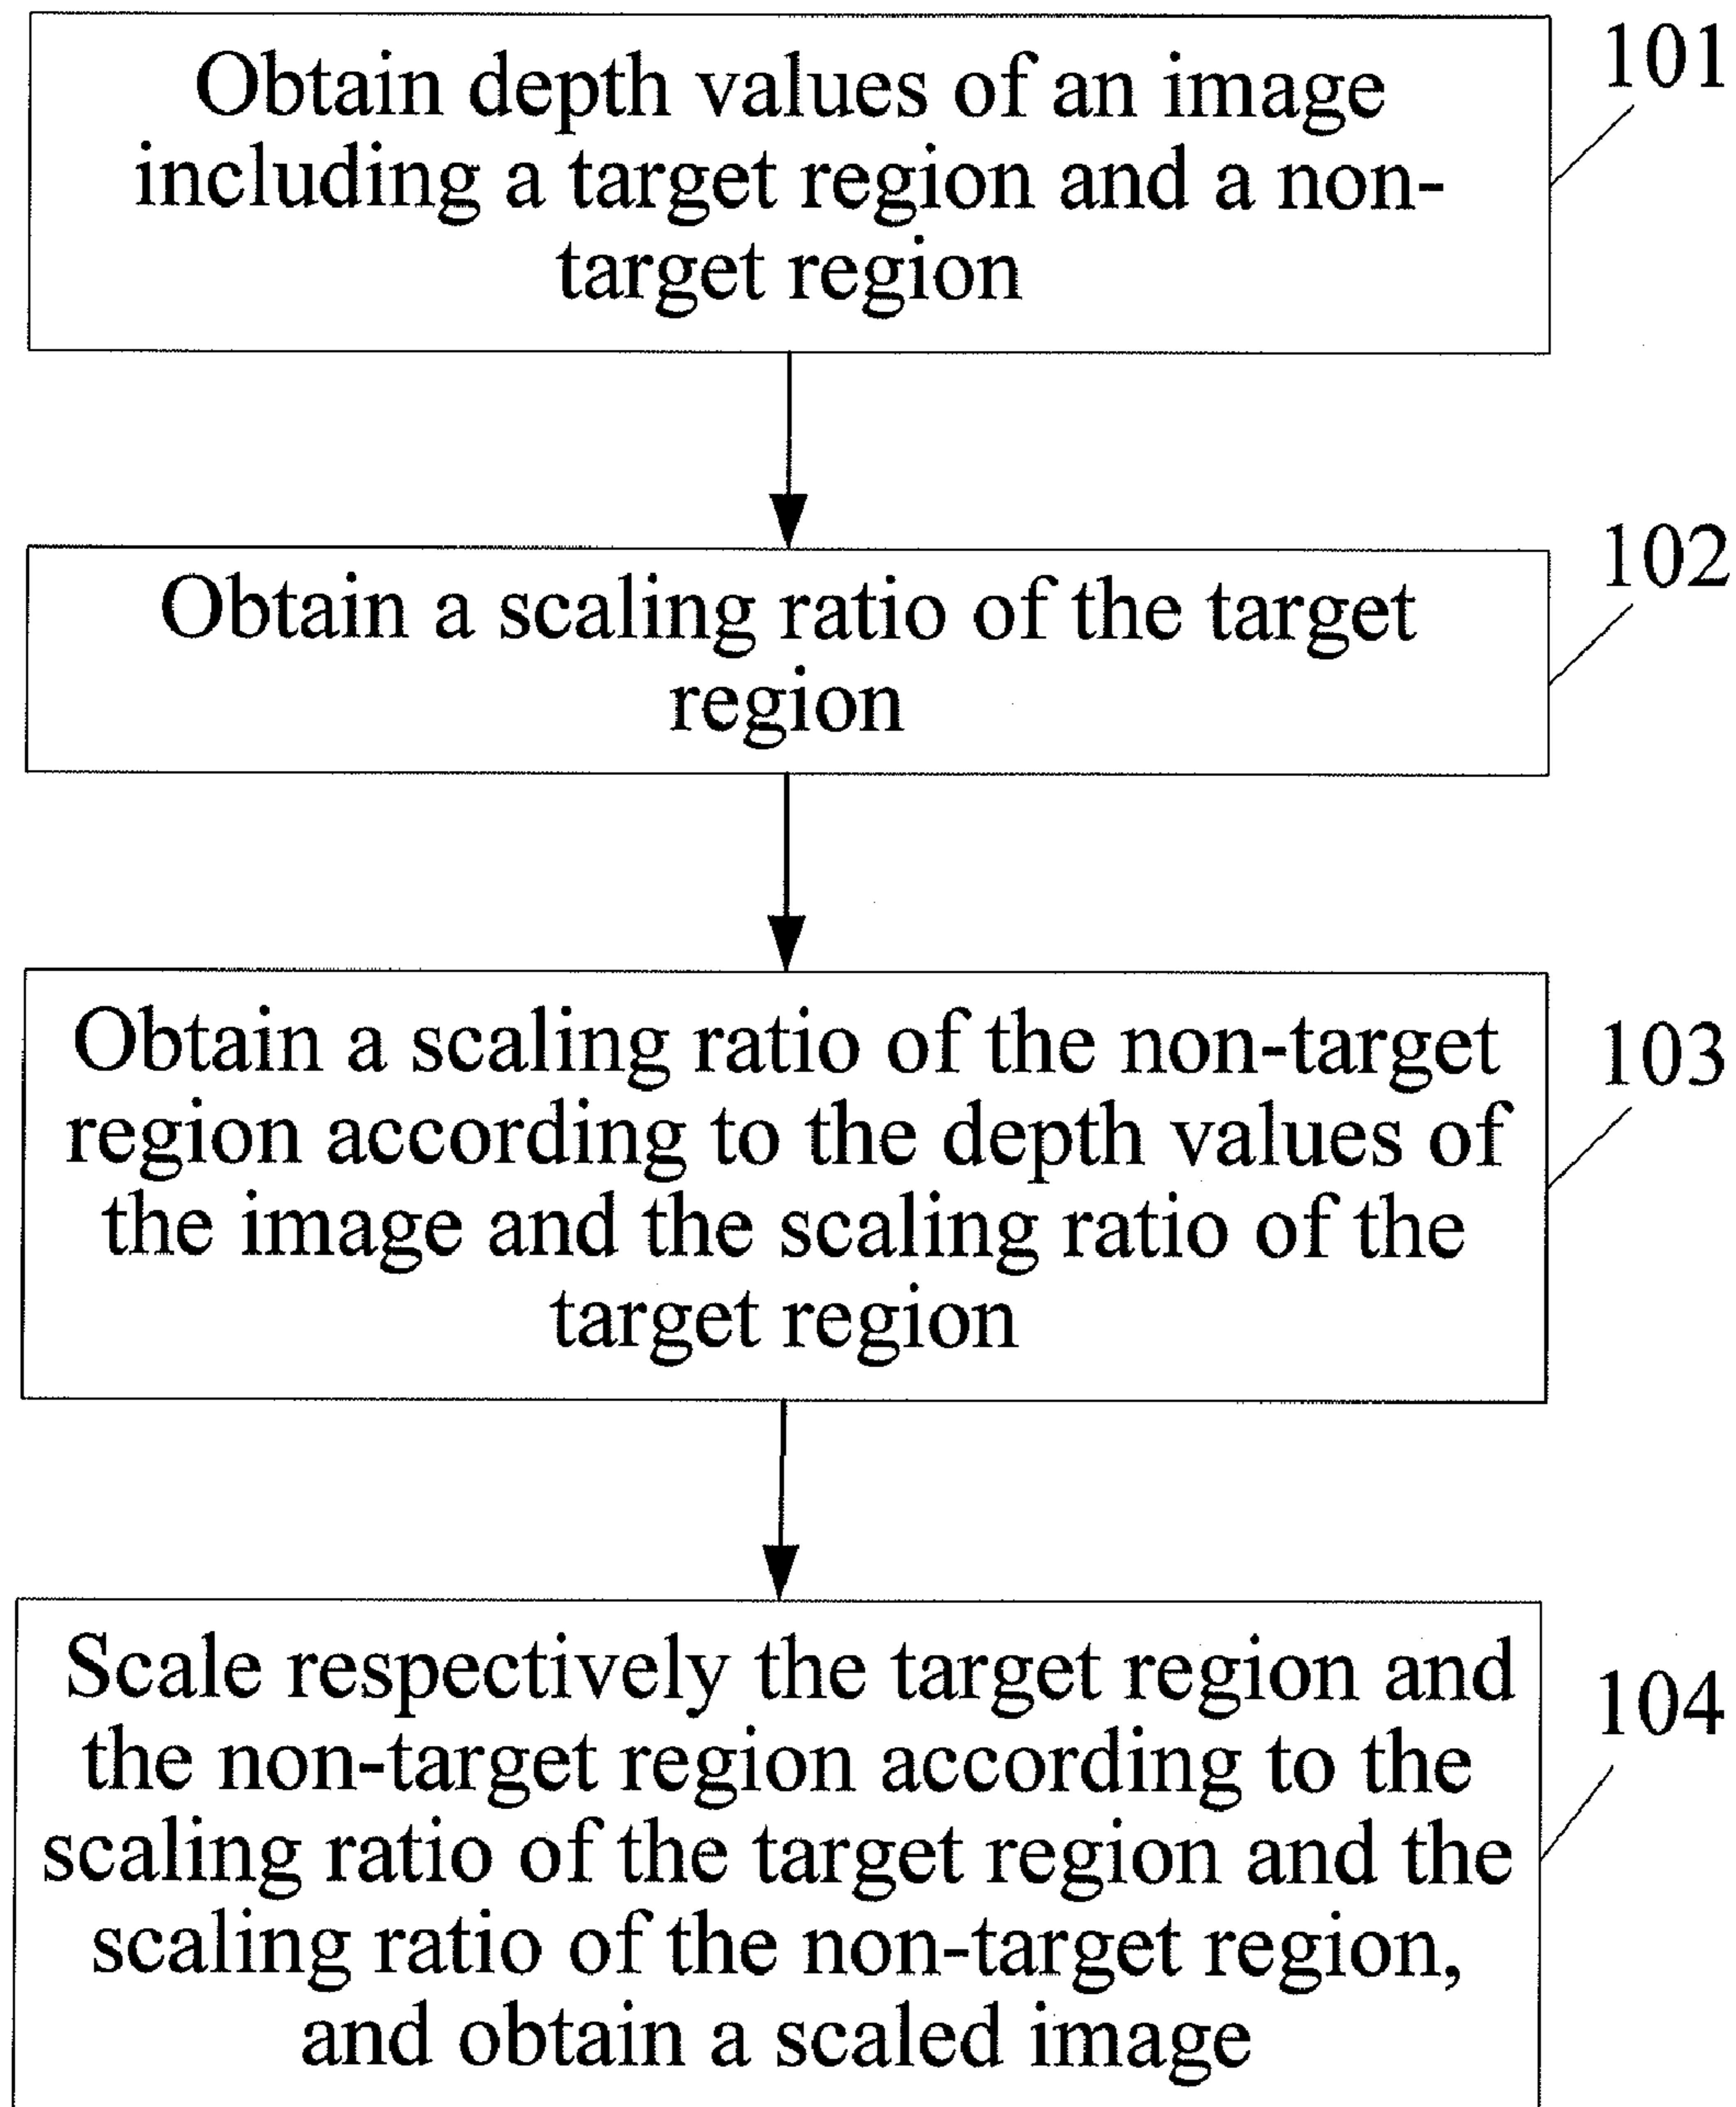 Obtain depth values of an image
including a target region and a non-
target region
101
Obtain a scaling ratio of the target
region
102
Obtain a scaling ratio of the non-target
region according to the depth values of
the image and the scaling ratio of the
target region
103
Scale respectively the target region and
the non-target region according to the
scaling ratio of the target region and the
scaling ratio of the non-target region,
and obtain a scaled image
104